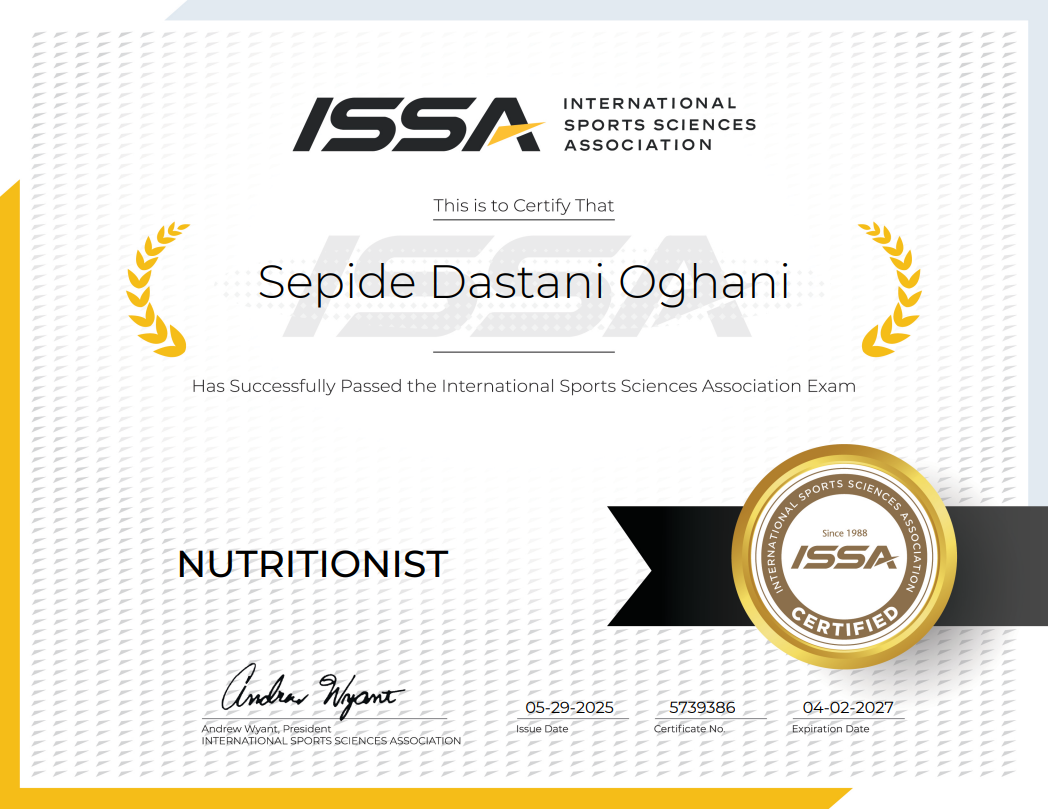 ISSA
INTERNATIONAL
SPORTS SCIENCES
ASSOCIATION
This is to Certify That
ISSA
Sepide Dastani Oghani
Has Successfully Passed the International Sports Sciences Association Exam
INTERNATIONAL SPORTS SCIENCES ASSOCIATION
Since 1988
ISSA
CERTIFIED
NUTRITIONIST
Andrew Wyant
05-29-2025
5739386
04-02-2027
Andrew Wyant, President
Issue Date
Certificate No.
Expiration Date
INTERNATIONAL SPORTS SCIENCES ASSOCIATION